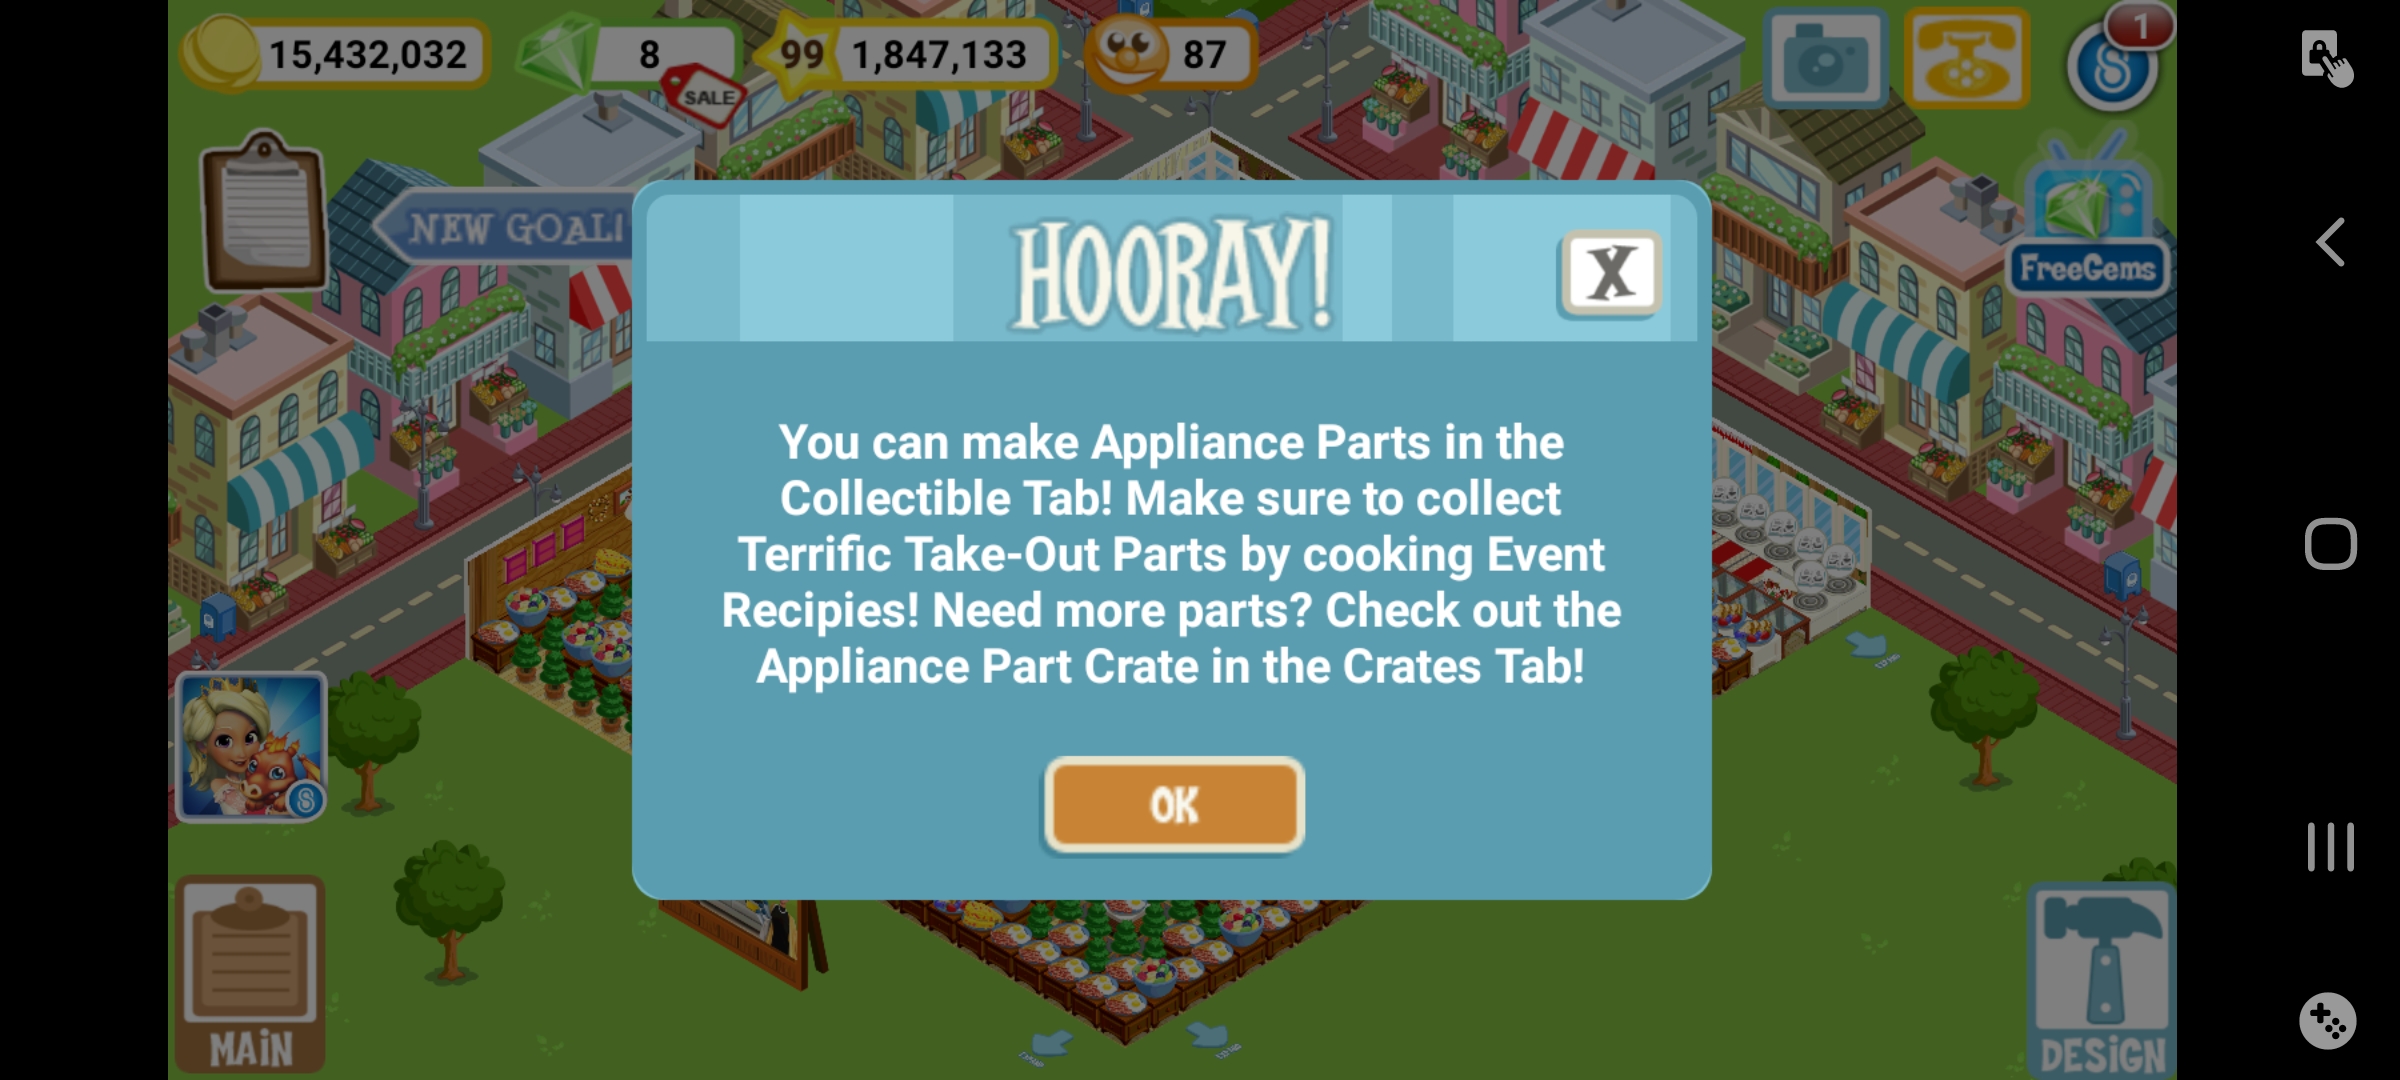 15,432,032
8
SALE
99
1,847,133
87
1
NEW GOAL!
HOORAY!
X
FreeGems
You can make Appliance Parts in the
Collectible Tab! Make sure to collect
Terrific Take-Out Parts by cooking Event
Recipies! Need more parts? Check out the
Appliance Part Crate in the Crates Tab!
OK
MAIN
DESIGN